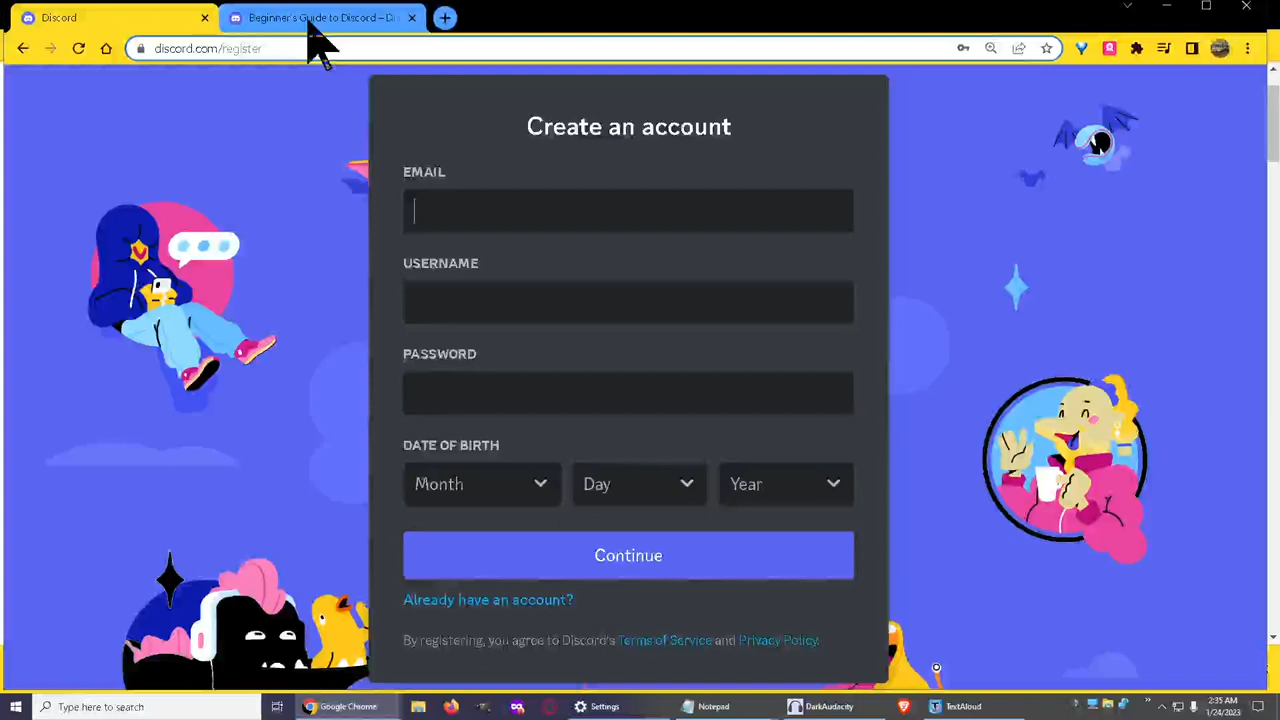 Discord
Beginner's Guide to Discord – Di
discord.com/register
Create an account
EMAIL
USERNAME
PASSWORD
DATE OF BIRTH
Month
Day
Year
Continue
Already have an account?
By registering, you agree to Discord's Terms of Service and Privacy Policy.
Type here to search
Google Chrome
Settings
Notepad
DarkAudacity
TextAloud
2:35 AM
1/24/2023